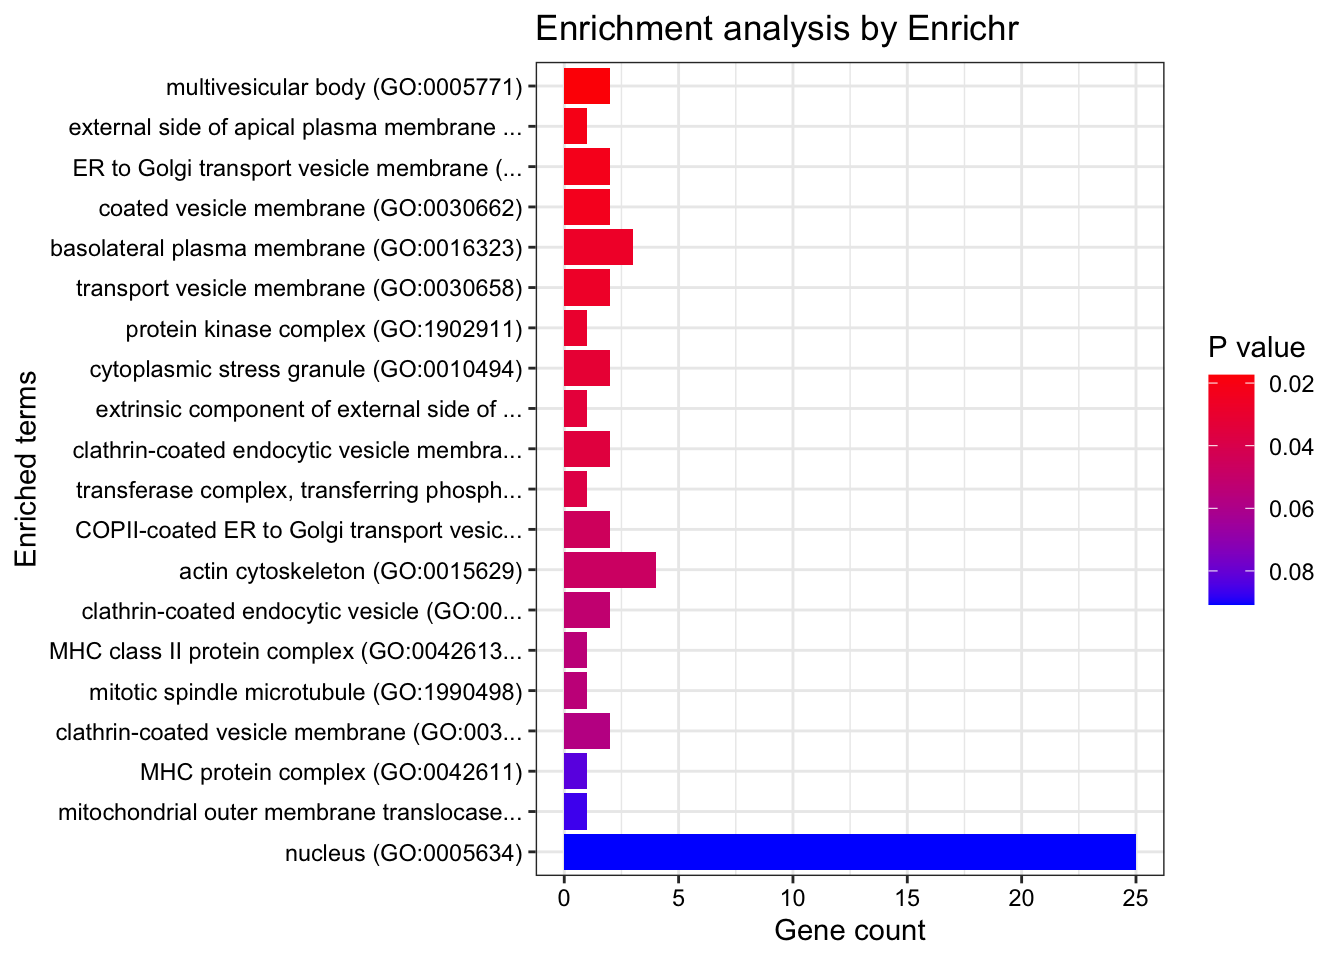 Enrichment analysis by Enrichr
Enriched terms
multivesicular body (GO:0005771)
external side of apical plasma membrane ...
ER to Golgi transport vesicle membrane (...
coated vesicle membrane (GO:0030662)
basolateral plasma membrane (GO:0016323)
transport vesicle membrane (GO:0030658)
protein kinase complex (GO:1902911)
cytoplasmic stress granule (GO:0010494)
extrinsic component of external side of ...
clathrin-coated endocytic vesicle membra...
transferase complex, transferring phosph...
COPII-coated ER to Golgi transport vesic...
actin cytoskeleton (GO:0015629)
clathrin-coated endocytic vesicle (GO:00...
MHC class II protein complex (GO:0042613...
mitotic spindle microtubule (GO:1990498)
clathrin-coated vesicle membrane (GO:003...
MHC protein complex (GO:0042611)
mitochondrial outer membrane translocase...
nucleus (GO:0005634)
0 5 10 15 20 25
Gene count
P value
0.02
0.04
0.06
0.08